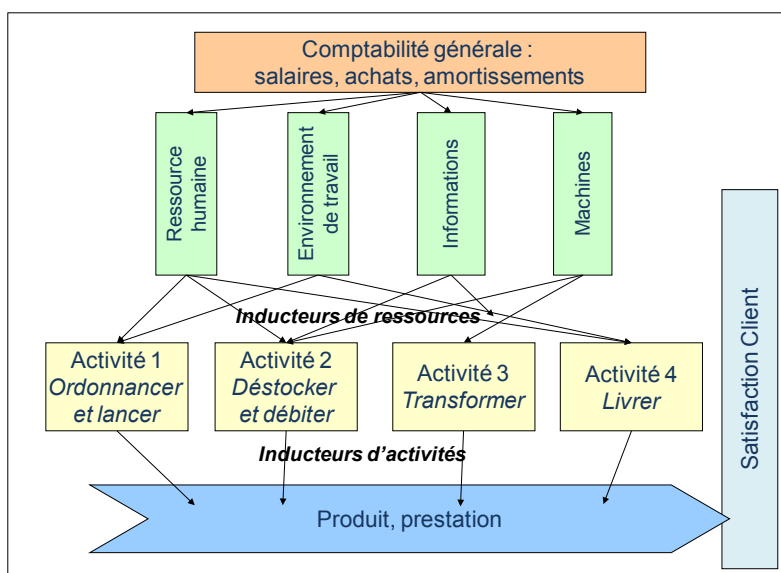 Comptabilité générale :
salaires, achats, amortissements
Ressource
humaine
Environnement
de travail
Informations
Machines
Inducteurs de ressources
Activité 1
Ordonnancer
et lancer
Activité 2
Déstocker
et débiter
Activité 3
Transformer
Activité 4
Livrer
Inducteurs d'activités
Produit, prestation
Satisfaction Client